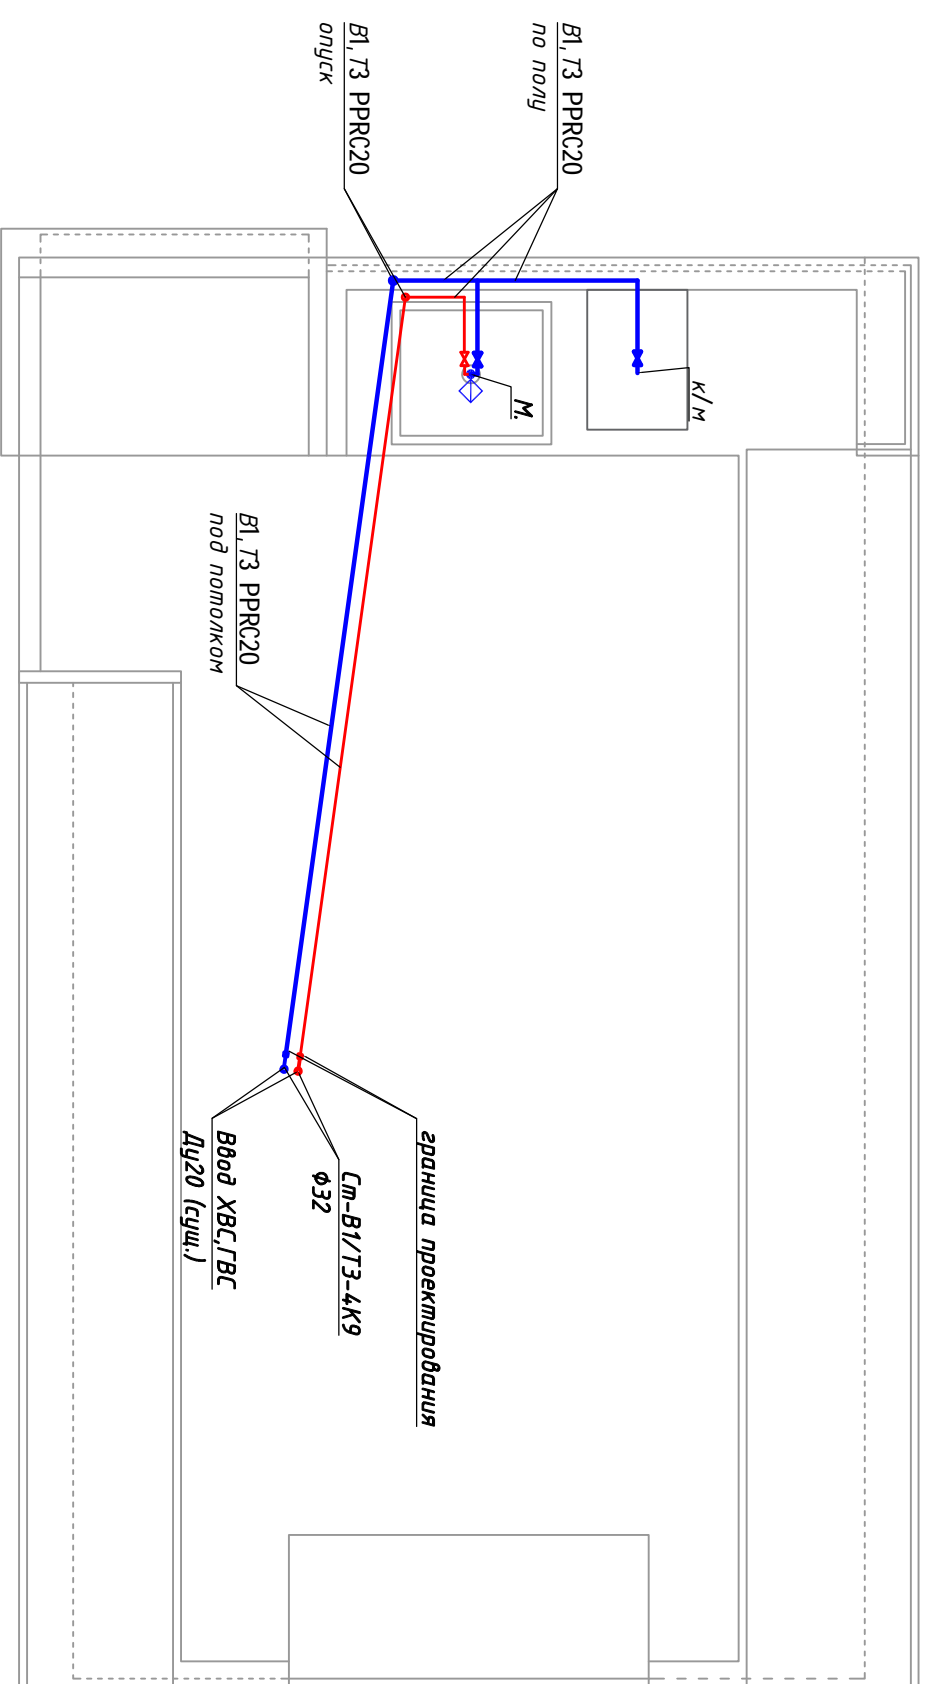 В1,Т3 PPRC20
по полу
В1,Т3 PPRC20
опуск
к/м
М.
В1,Т3 PPRC20
под потолком
граница проектирования
Ст-В1/Т3-4К9
Ф32
Ввод ХВС,ГВС
Ду20 (сущ.)